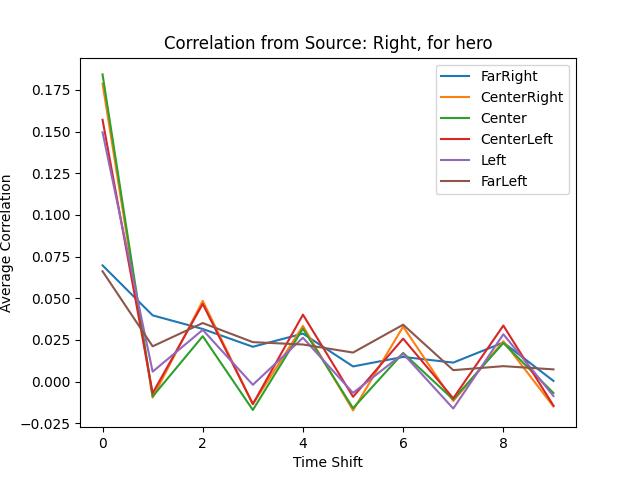 Correlation from Source: Right, for hero
FarRight
CenterRight
Center
CenterLeft
Left
FarLeft
Average Correlation
0.175
0.150
0.125
0.100
0.075
0.050
0.025
0.000
−0.025
0 2 4 6 8
Time Shift